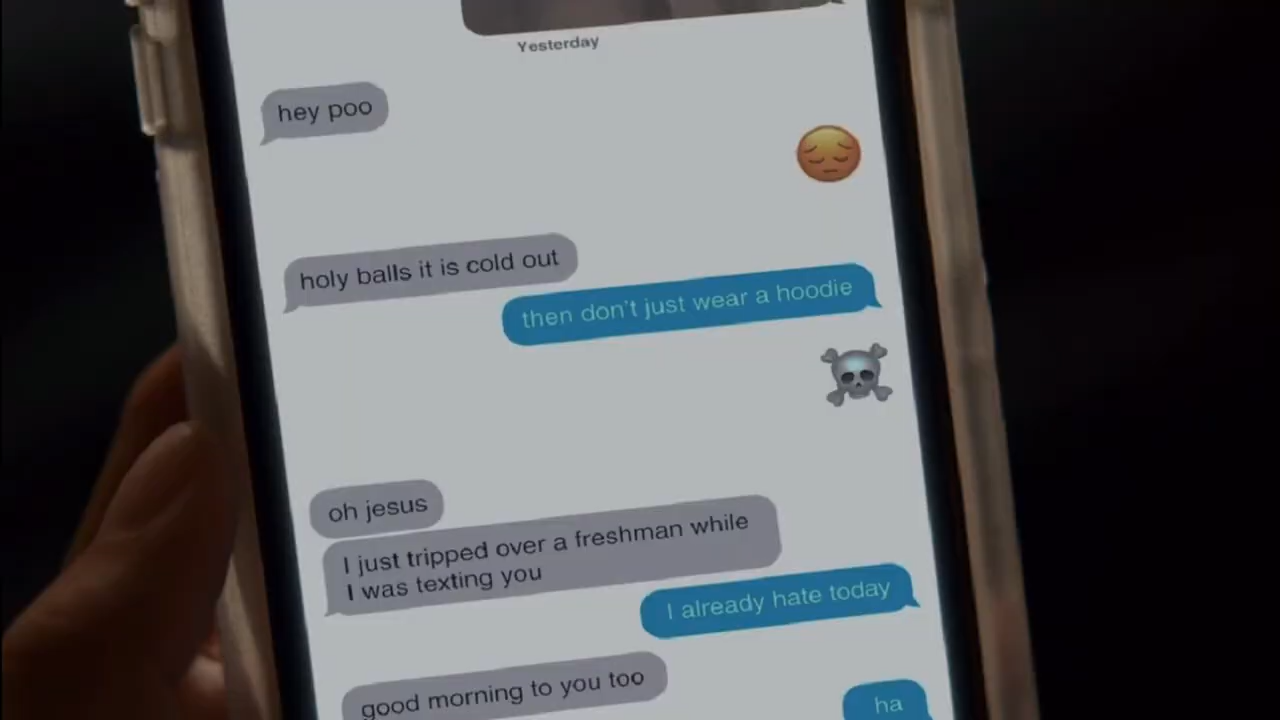 Yesterday
hey poo
holy balls it is cold out
then don't just wear a hoodie
oh jesus
I just tripped over a freshman while
I was texting you
I already hate today
good morning to you too
ha